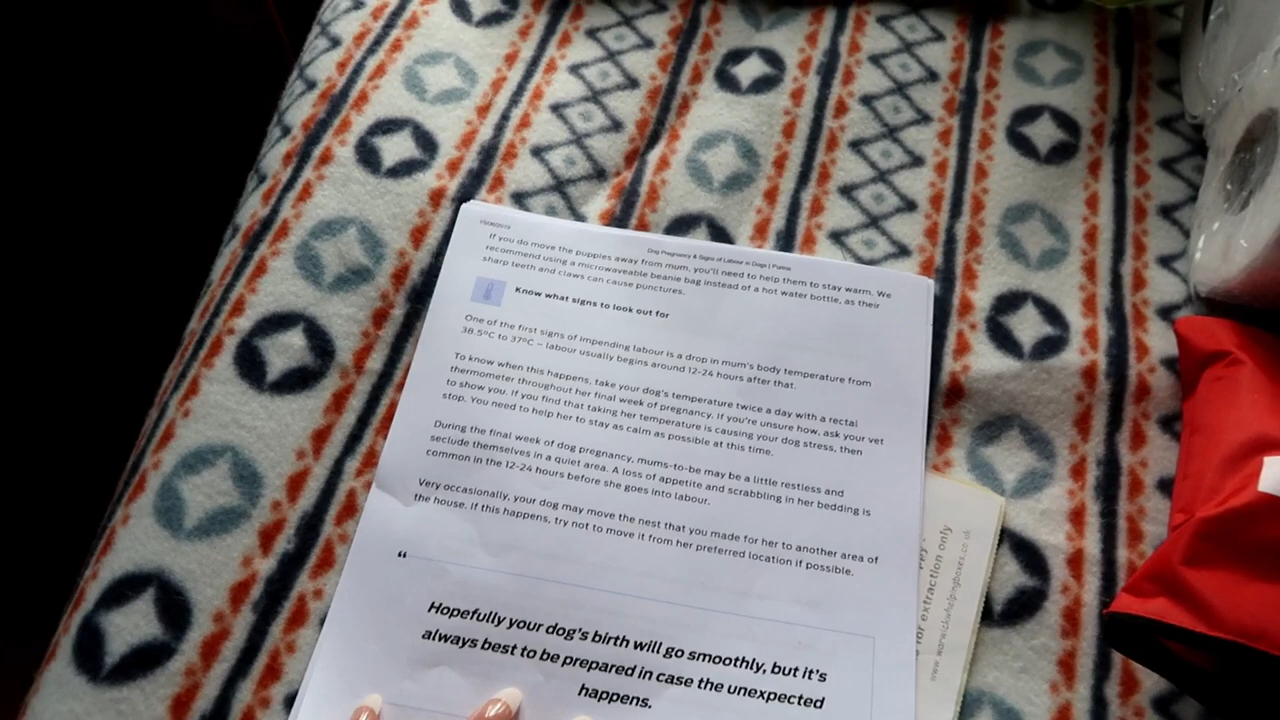 Dog Pregnancy & Signs of Labour in Dogs | Purina
If you do move the puppies away from mum, you'll need to help them to stay warm. We
recommend using a microwaveable beanie bag instead of a hot water bottle, as their
sharp teeth and claws can cause punctures.
Know what signs to look out for
One of the first signs of impending labour is a drop in mum's body temperature from
38.5ºC to 37ºC – labour usually begins around 12-24 hours after that.
To know when this happens, take your dog's temperature twice a day with a rectal
thermometer throughout her final week of pregnancy. If you're unsure how, ask your vet
to show you. If you find that taking her temperature is causing your dog stress, then
stop. You need to help her to stay as calm as possible at this time.
During the final week of dog pregnancy, mums-to-be may be a little restless and
seclude themselves in a quiet area. A loss of appetite and scrabbling in her bedding is
common in the 12-24 hours before she goes into labour.
Very occasionally, your dog may move the nest that you made for her to another area of
the house. If this happens, try not to move it from her preferred location if possible.
“
Hopefully your dog's birth will go smoothly, but it's
always best to be prepared in case the unexpected
happens.
for extraction only
www.warwickwhelpingboxes.co.uk